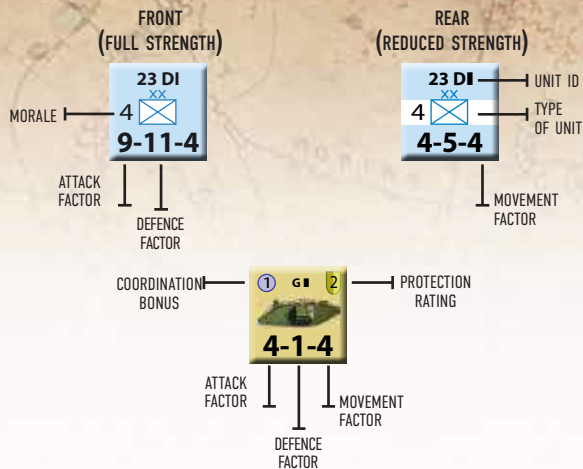 FRONT
(FULL STRENGTH)
23 DI
XX
MORALE
4
9-11-4
ATTACK
FACTOR
DEFENCE
FACTOR
REAR
(REDUCED STRENGTH)
23 DI
UNIT ID
XX
4
TYPE
OF UNIT
4-5-4
MOVEMENT
FACTOR
COORDINATION
BONUS
1
G
2
PROTECTION
RATING
4-1-4
ATTACK
FACTOR
MOVEMENT
FACTOR
DEFENCE
FACTOR